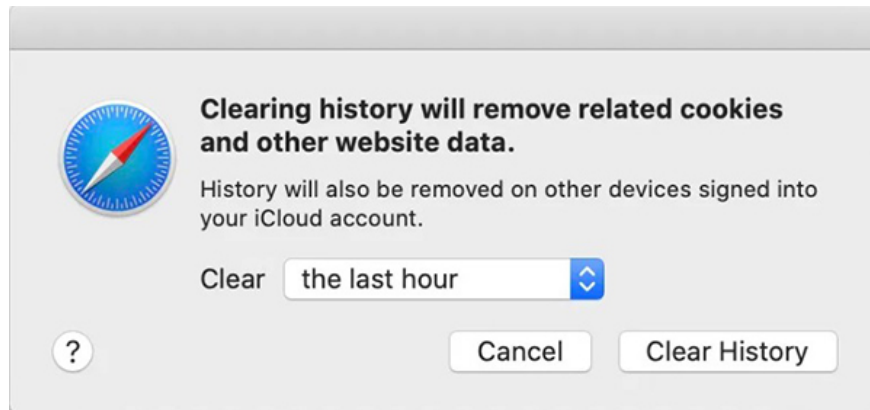 Clearing history will remove related cookies
and other website data.
History will also be removed on other devices signed into
your iCloud account.
Clear the last hour
? Cancel Clear History